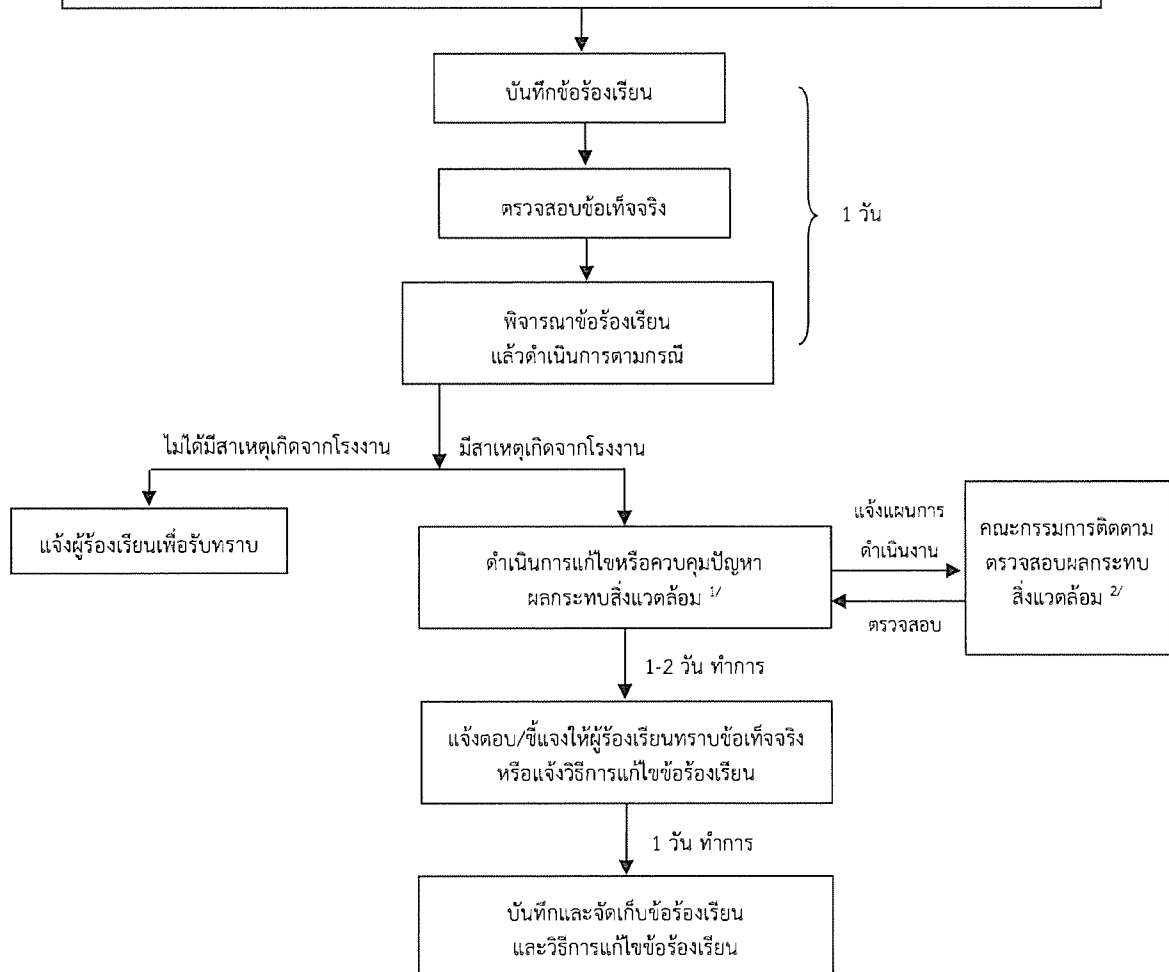 บันทึกข้อร้องเรียน
ตรวจสอบข้อเท็จจริง
1 วัน
พิจารณาข้อร้องเรียน
แล้วดำเนินการตามกรณี
ไม่ได้มีสาเหตุเกิดจากโรงงาน
มีสาเหตุเกิดจากโรงงาน
แจ้งผู้ร้องเรียนเพื่อรับทราบ
ดำเนินการแก้ไขหรือควบคุมปัญหา
ผลกระทบสิ่งแวดล้อม 1/
แจ้งแผนการ
ดำเนินงาน
ตรวจสอบ
คณะกรรมการติดตาม
ตรวจสอบผลกระทบ
สิ่งแวดล้อม 2/
1-2 วัน ทำการ
แจ้งตอบ/ชี้แจงให้ผู้ร้องเรียนทราบข้อเท็จจริง
หรือแจ้งวิธีการแก้ไขข้อร้องเรียน
1 วัน ทำการ
บันทึกและจัดเก็บข้อร้องเรียน
และวิธีการแก้ไขข้อร้องเรียน